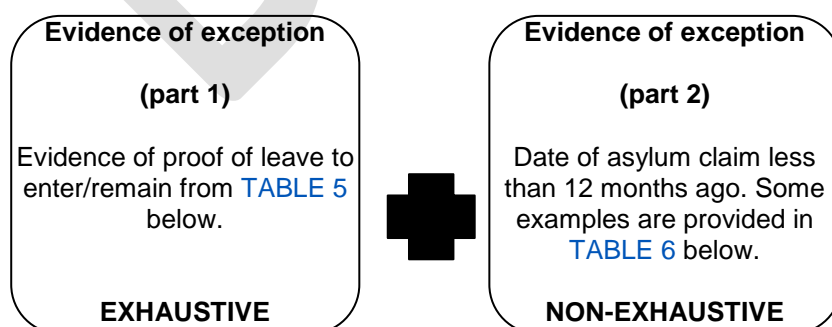 Evidence of exception
(part 1)
Evidence of proof of leave to
enter/remain from TABLE 5
below.
EXHAUSTIVE
Evidence of exception
(part 2)
Date of asylum claim less
than 12 months ago. Some
examples are provided in
TABLE 6 below.
NON-EXHAUSTIVE